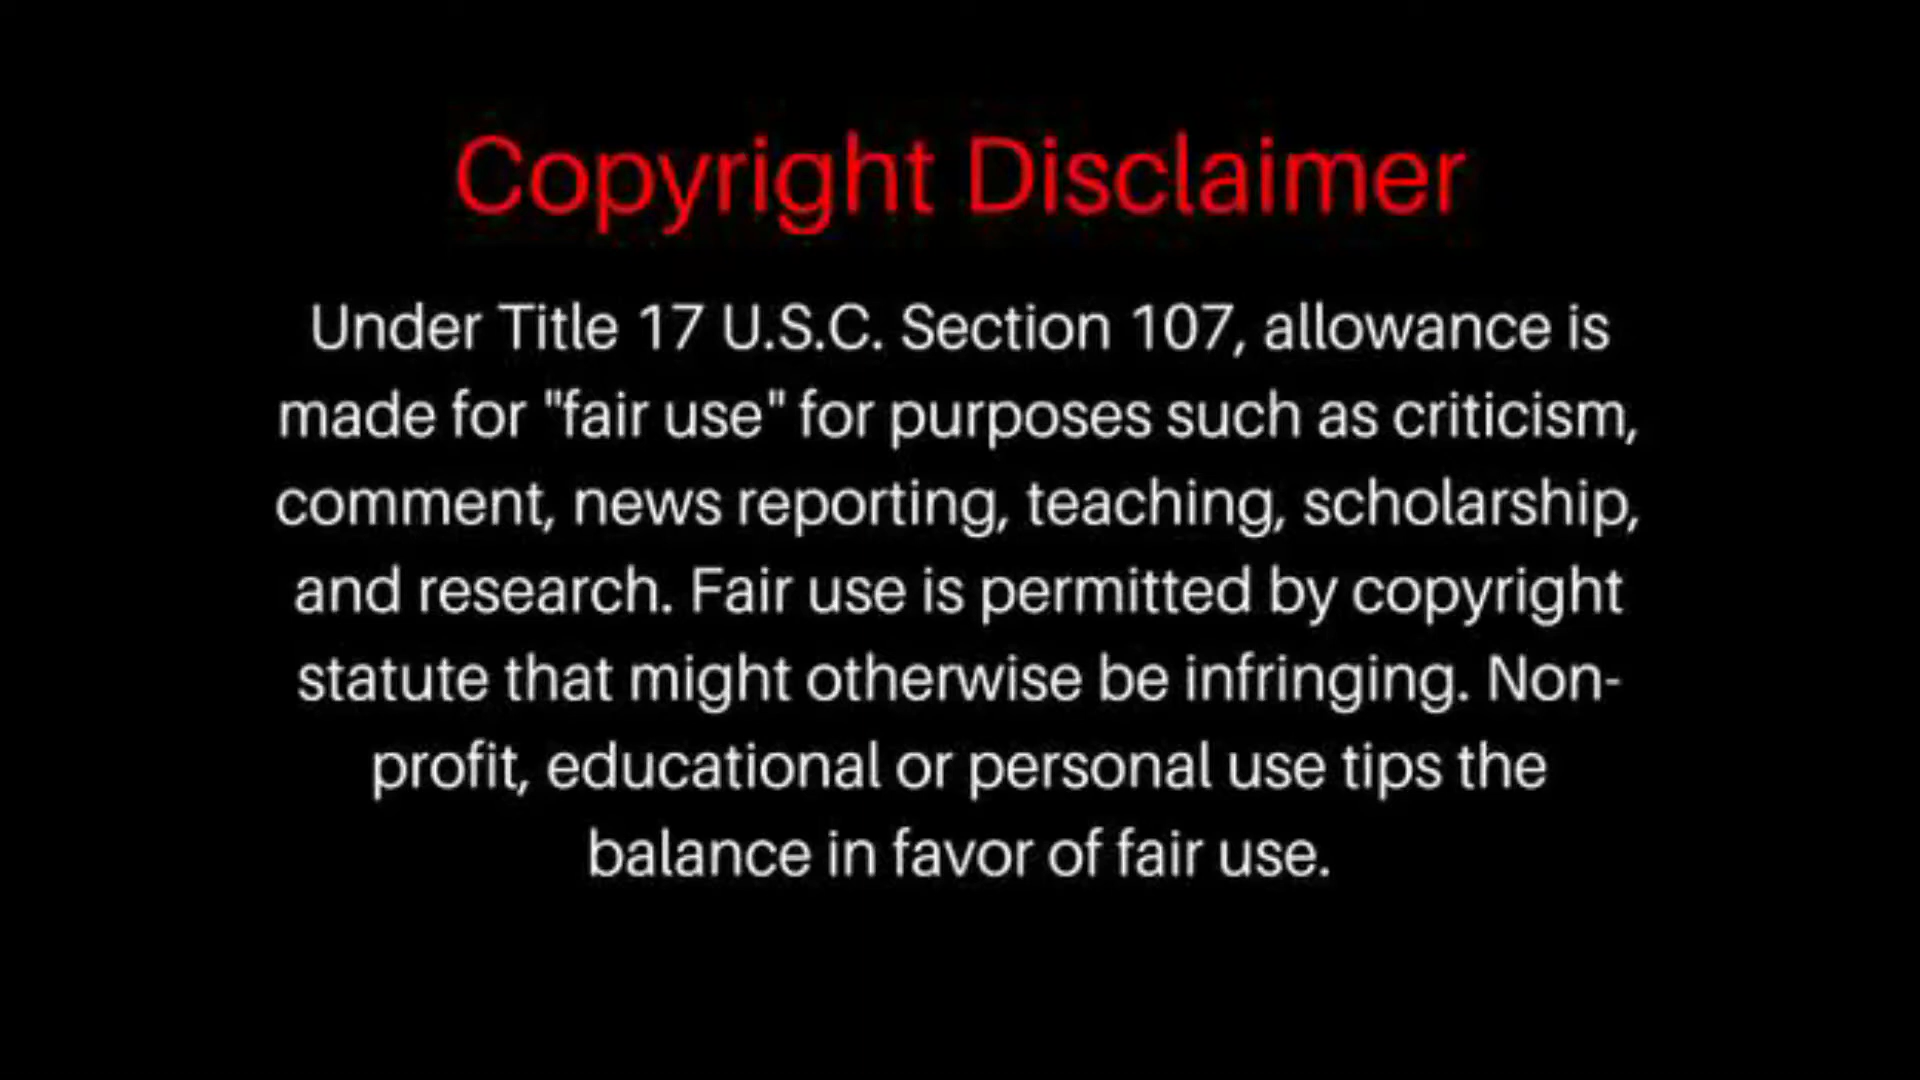 Copyright Disclaimer
Under Title 17 U.S.C. Section 107, allowance is
made for "fair use" for purposes such as criticism,
comment, news reporting, teaching, scholarship,
and research. Fair use is permitted by copyright
statute that might otherwise be infringing. Non-
profit, educational or personal use tips the
balance in favor of fair use.